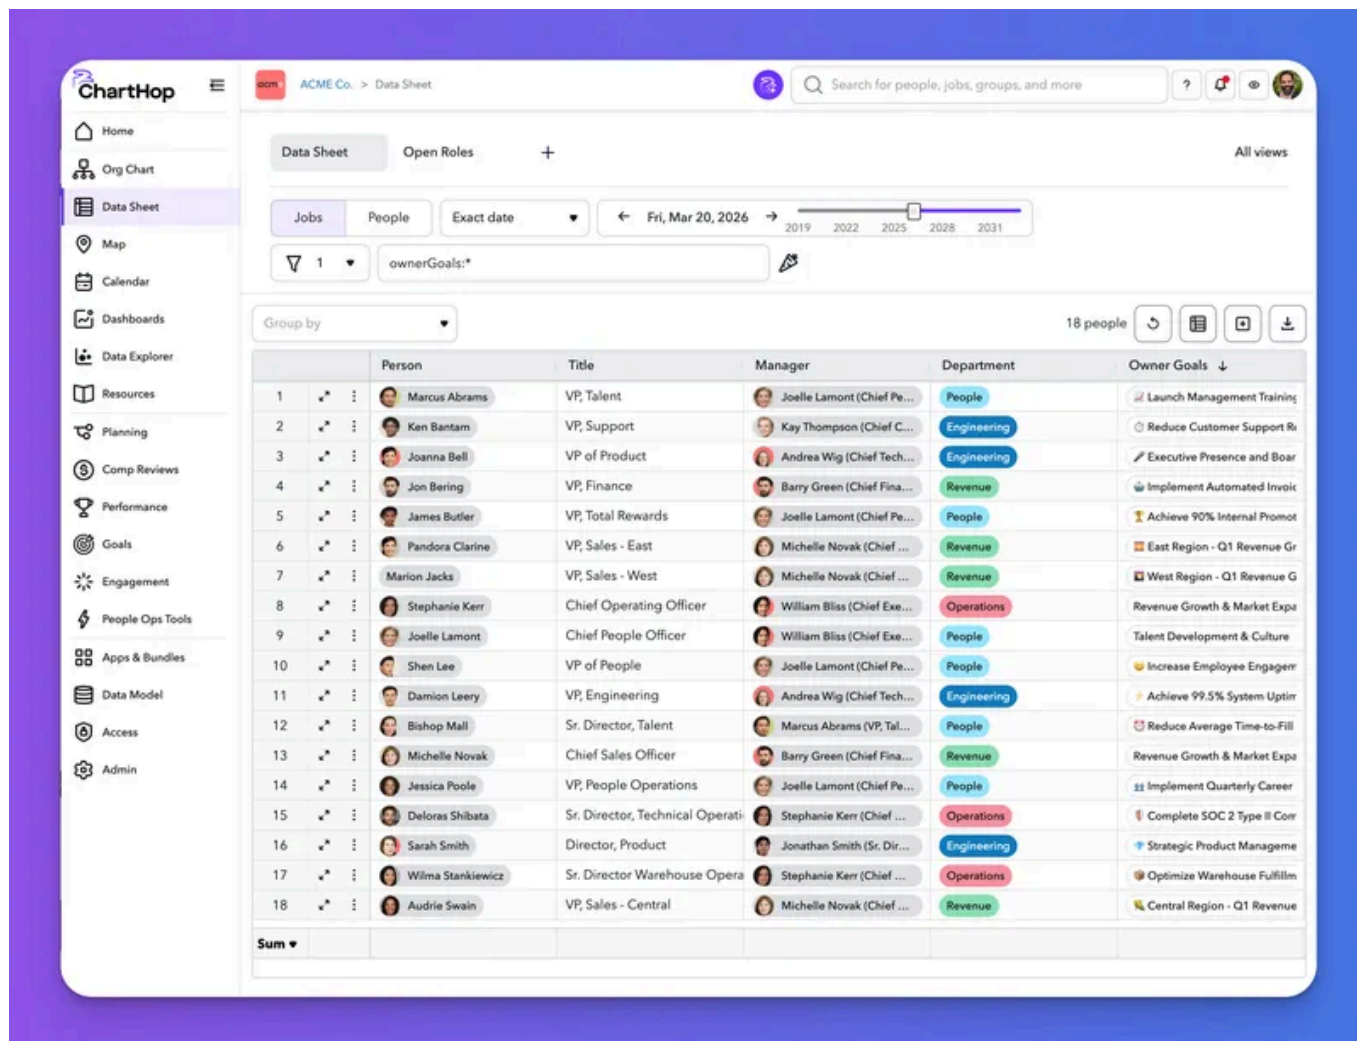 ChartHop
acm
ACME Co. > Data Sheet
Search for people, jobs, groups, and more
?
Home
Org Chart
Data Sheet
Map
Calendar
Dashboards
Data Explorer
Resources
Planning
Comp Reviews
Performance
Goals
Engagement
People Ops Tools
Apps & Bundles
Data Model
Access
Admin
Data Sheet Open Roles + All views
Jobs People Exact date ← Fri, Mar 20, 2026 →
2019 2022 2025 2028 2031
1 ownerGoals:*
Group by 18 people
Person Title Manager Department Owner Goals ↓
1 Marcus Abrams VP, Talent Joelle Lamont (Chief Pe... People Launch Management Training
2 Ken Bantam VP, Support Kay Thompson (Chief C... Engineering Reduce Customer Support Re
3 Joanna Bell VP of Product Andrea Wig (Chief Tech... Engineering Executive Presence and Boar
4 Jon Bering VP, Finance Barry Green (Chief Fina... Revenue Implement Automated Invoic
5 James Butler VP, Total Rewards Joelle Lamont (Chief Pe... People Achieve 90% Internal Promot
6 Pandora Clarine VP, Sales - East Michelle Novak (Chief ... Revenue East Region - Q1 Revenue Gr
7 Marion Jacks VP, Sales - West Michelle Novak (Chief ... Revenue West Region - Q1 Revenue G
8 Stephanie Kerr Chief Operating Officer William Bliss (Chief Exe... Operations Revenue Growth & Market Expa
9 Joelle Lamont Chief People Officer William Bliss (Chief Exe... People Talent Development & Culture
10 Shen Lee VP of People Joelle Lamont (Chief Pe... People Increase Employee Engagem
11 Damion Leery VP, Engineering Andrea Wig (Chief Tech... Engineering Achieve 99.5% System Uptim
12 Bishop Mall Sr. Director, Talent Marcus Abrams (VP, Tal... People Reduce Average Time-to-Fill
13 Michelle Novak Chief Sales Officer Barry Green (Chief Fina... Revenue Revenue Growth & Market Expa
14 Jessica Poole VP, People Operations Joelle Lamont (Chief Pe... People Implement Quarterly Career
15 Deloras Shibata Sr. Director, Technical Operati Stephanie Kerr (Chief ... Operations Complete SOC 2 Type II Com
16 Sarah Smith Director, Product Jonathan Smith (Sr. Dir... Engineering Strategic Product Manageme
17 Wilma Stankiewicz Sr. Director Warehouse Opera Stephanie Kerr (Chief ... Operations Optimize Warehouse Fulfillm
18 Audrie Swain VP, Sales - Central Michelle Novak (Chief ... Revenue Central Region - Q1 Revenue
Sum